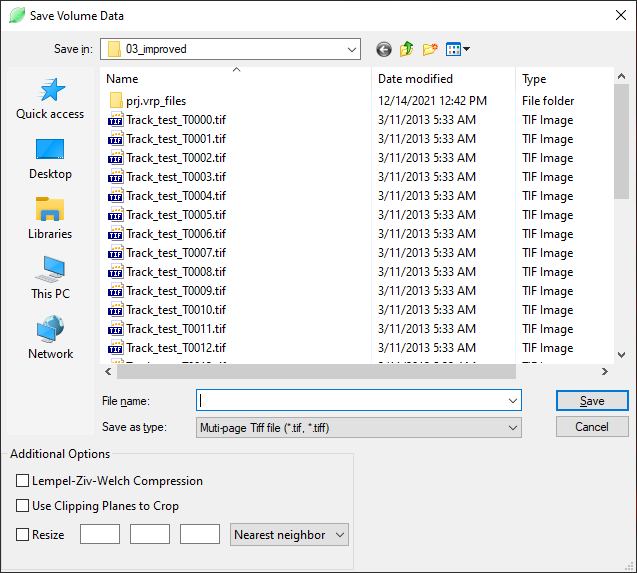 Save Volume Data
Save in: 03_improved
Name Date modified Type
prj.vrp_files 12/14/2021 12:42 PM File folder
Track_test_T0000.tif 3/11/2013 5:33 AM TIF Image
Track_test_T0001.tif 3/11/2013 5:33 AM TIF Image
Track_test_T0002.tif 3/11/2013 5:33 AM TIF Image
Track_test_T0003.tif 3/11/2013 5:33 AM TIF Image
Track_test_T0004.tif 3/11/2013 5:33 AM TIF Image
Track_test_T0005.tif 3/11/2013 5:33 AM TIF Image
Track_test_T0006.tif 3/11/2013 5:33 AM TIF Image
Track_test_T0007.tif 3/11/2013 5:33 AM TIF Image
Track_test_T0008.tif 3/11/2013 5:33 AM TIF Image
Track_test_T0009.tif 3/11/2013 5:33 AM TIF Image
Track_test_T0010.tif 3/11/2013 5:33 AM TIF Image
Track_test_T0011.tif 3/11/2013 5:33 AM TIF Image
Track_test_T0012.tif 3/11/2013 5:33 AM TIF Image
Quick access
Desktop
Libraries
This PC
Network
File name:
Save
Save as type: Muti-page Tiff file (*.tif, *.tiff)
Cancel
Additional Options
Lempel-Ziv-Welch Compression
Use Clipping Planes to Crop
Resize Nearest neighbor